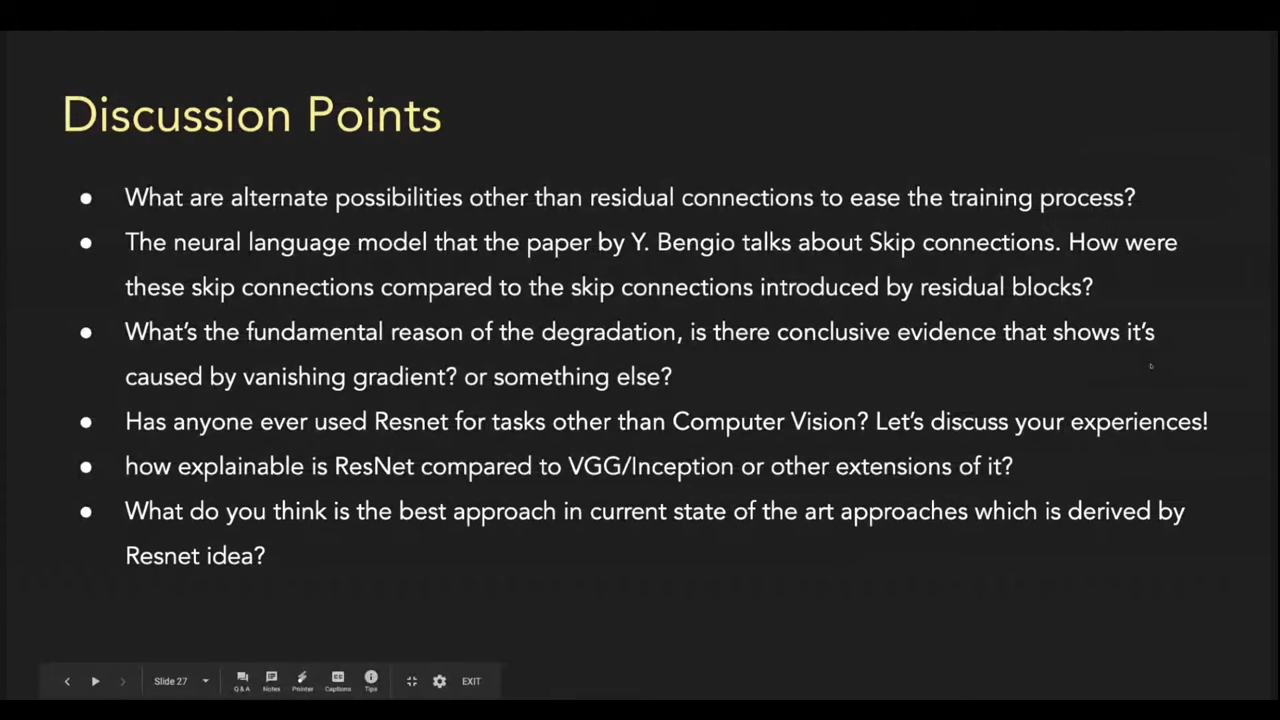 Discussion Points
● What are alternate possibilities other than residual connections to ease the training process?
● The neural language model that the paper by Y. Bengio talks about Skip connections. How were
these skip connections compared to the skip connections introduced by residual blocks?
● What's the fundamental reason of the degradation, is there conclusive evidence that shows it's
caused by vanishing gradient? or something else?
● Has anyone ever used Resnet for tasks other than Computer Vision? Let's discuss your experiences!
● how explainable is ResNet compared to VGG/Inception or other extensions of it?
● What do you think is the best approach in current state of the art approaches which is derived by
Resnet idea?
Slide 27 Q&A Notes Pointer Captions Tips EXIT